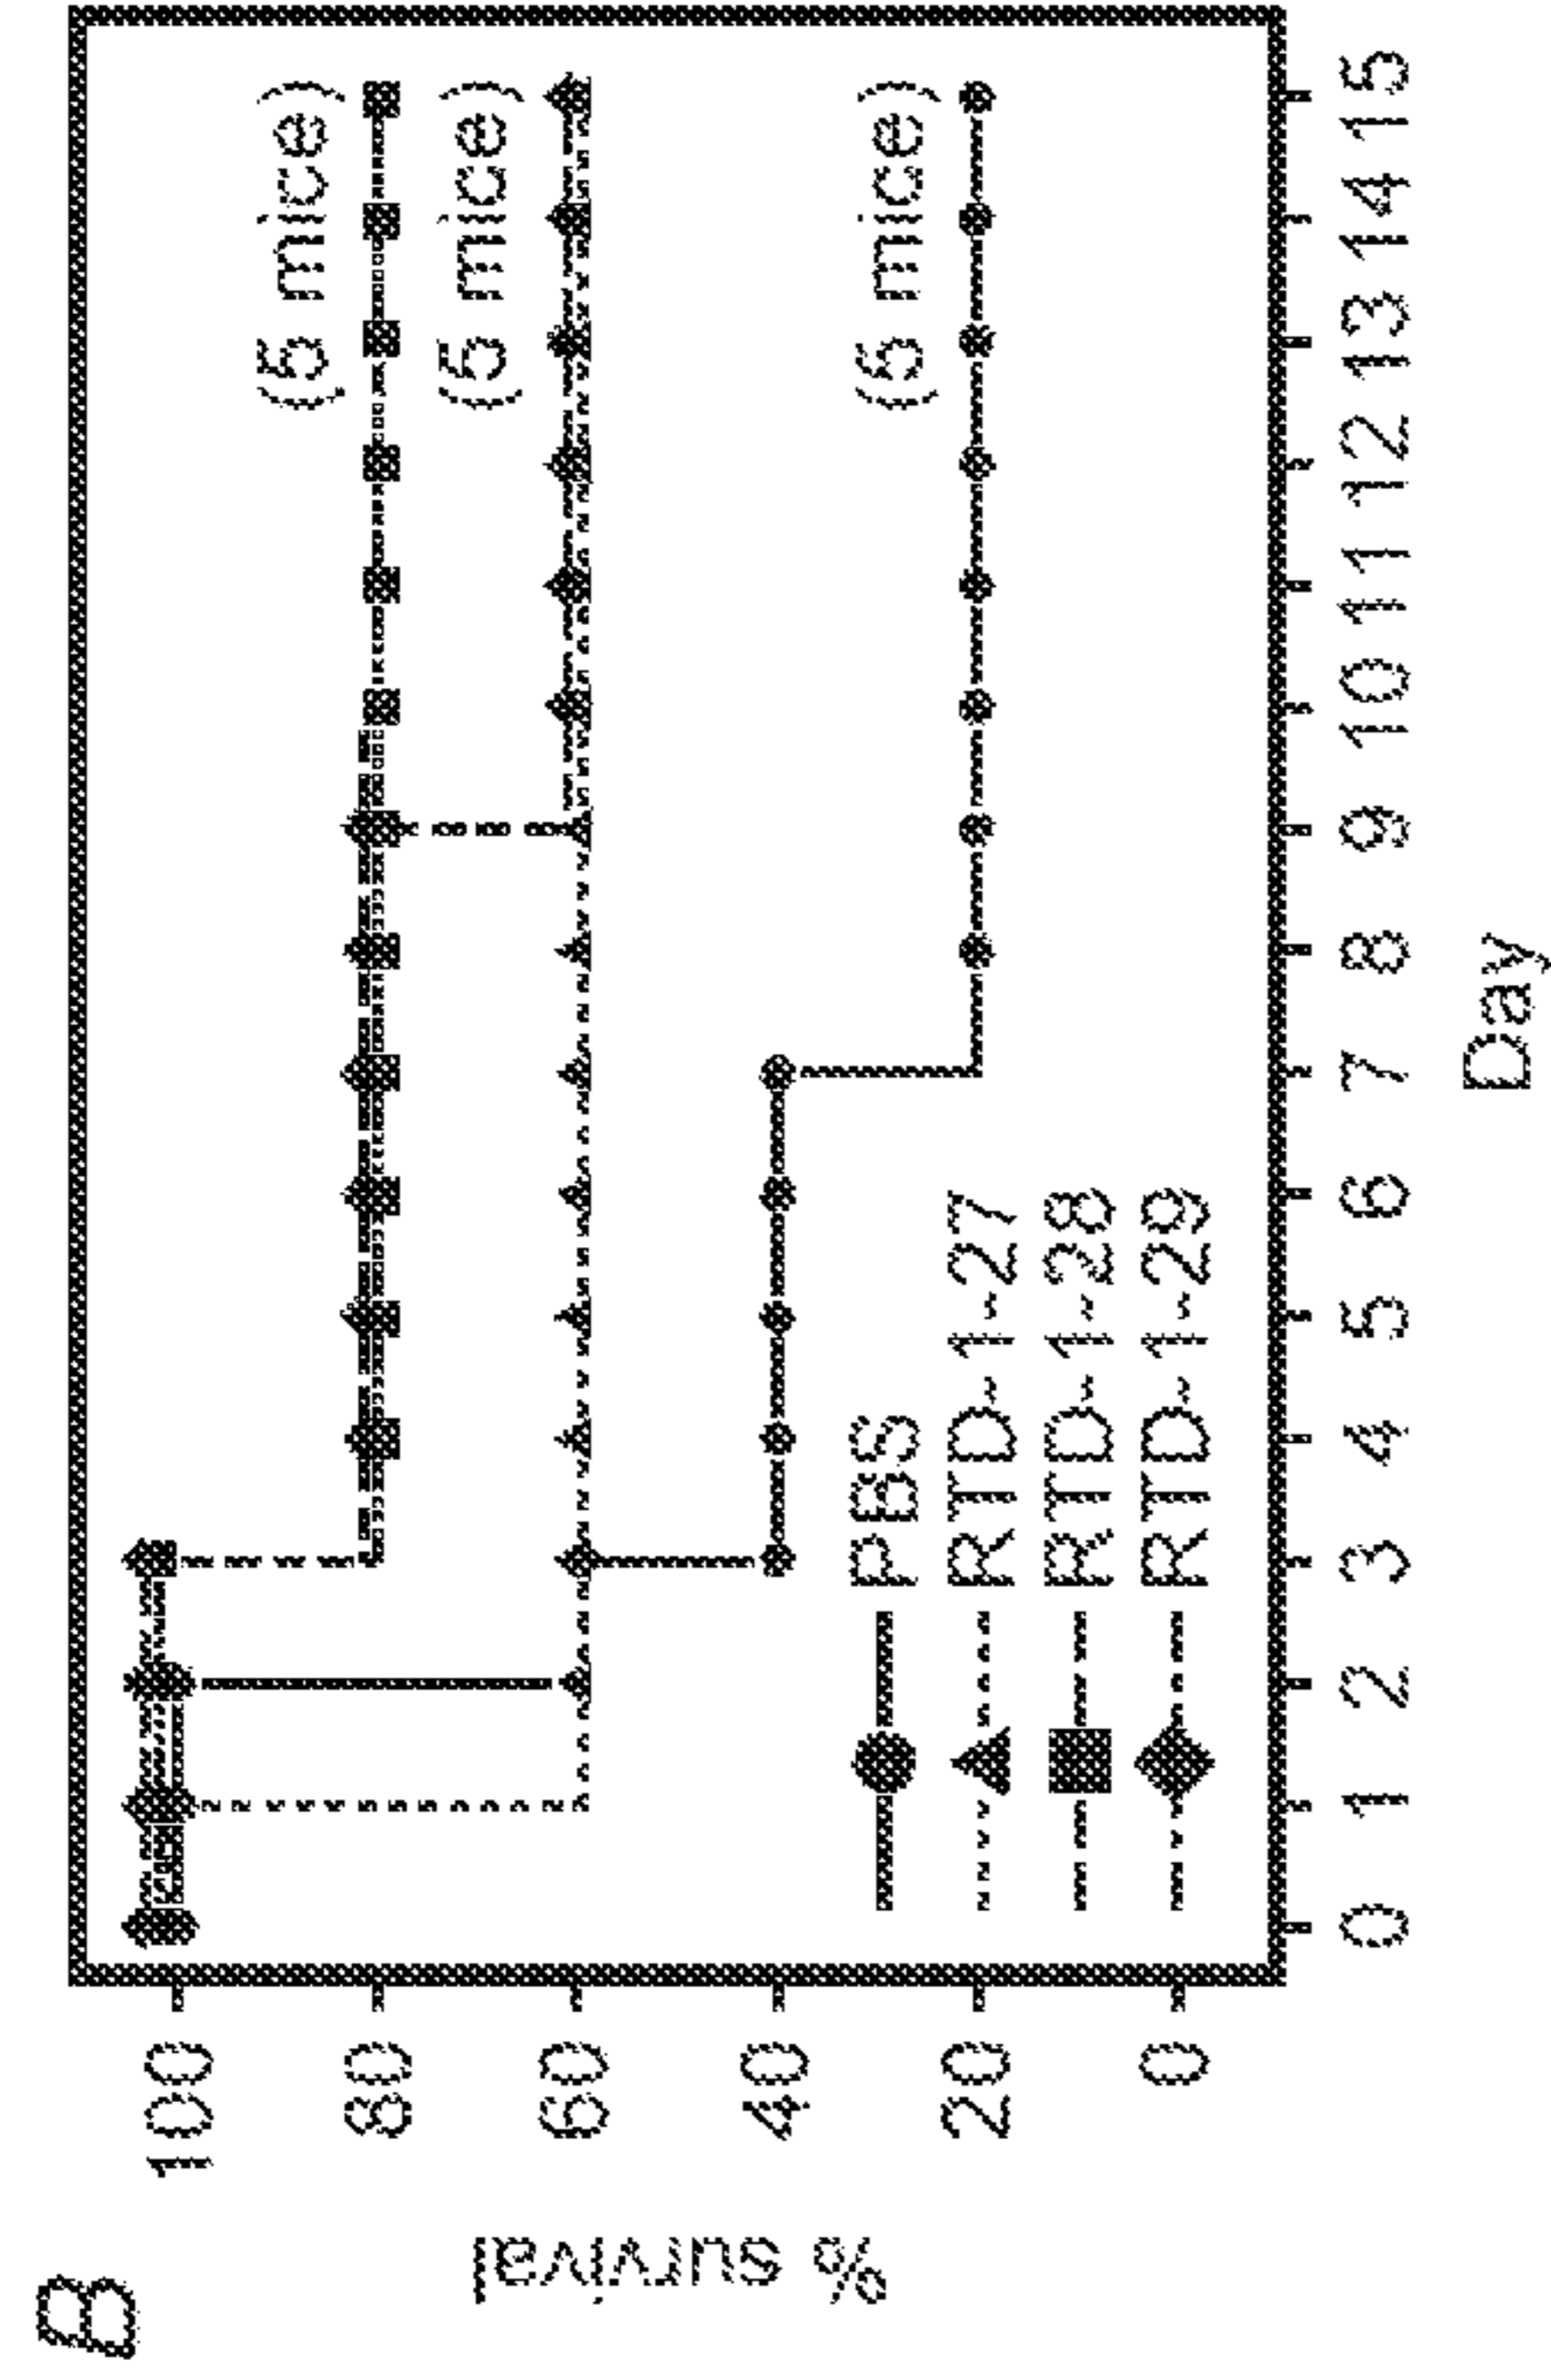 B
% survival
100
80
60
40
20
0
(5 mice)
(5 mice)
(5 mice)
PBS
RTD-1-27
RTD-1-28
RTD-1-29
0 1 2 3 4 5 6 7 8 9 10 11 12 13 14 15
Day